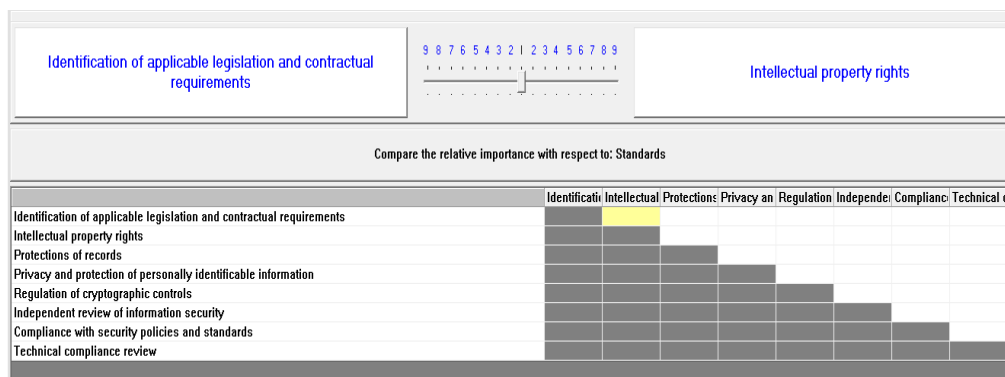 Identification of applicable legislation and contractual
requirements
9 8 7 6 5 4 3 2 1 2 3 4 5 6 7 8 9
Intellectual property rights
Compare the relative importance with respect to: Standards
Identificatio Intellectual Protections Privacy an Regulation Independe Complianc Technical c
Identification of applicable legislation and contractual requirements
Intellectual property rights
Protections of records
Privacy and protection of personally identifiable information
Regulation of cryptographic controls
Independent review of information security
Compliance with security policies and standards
Technical compliance review